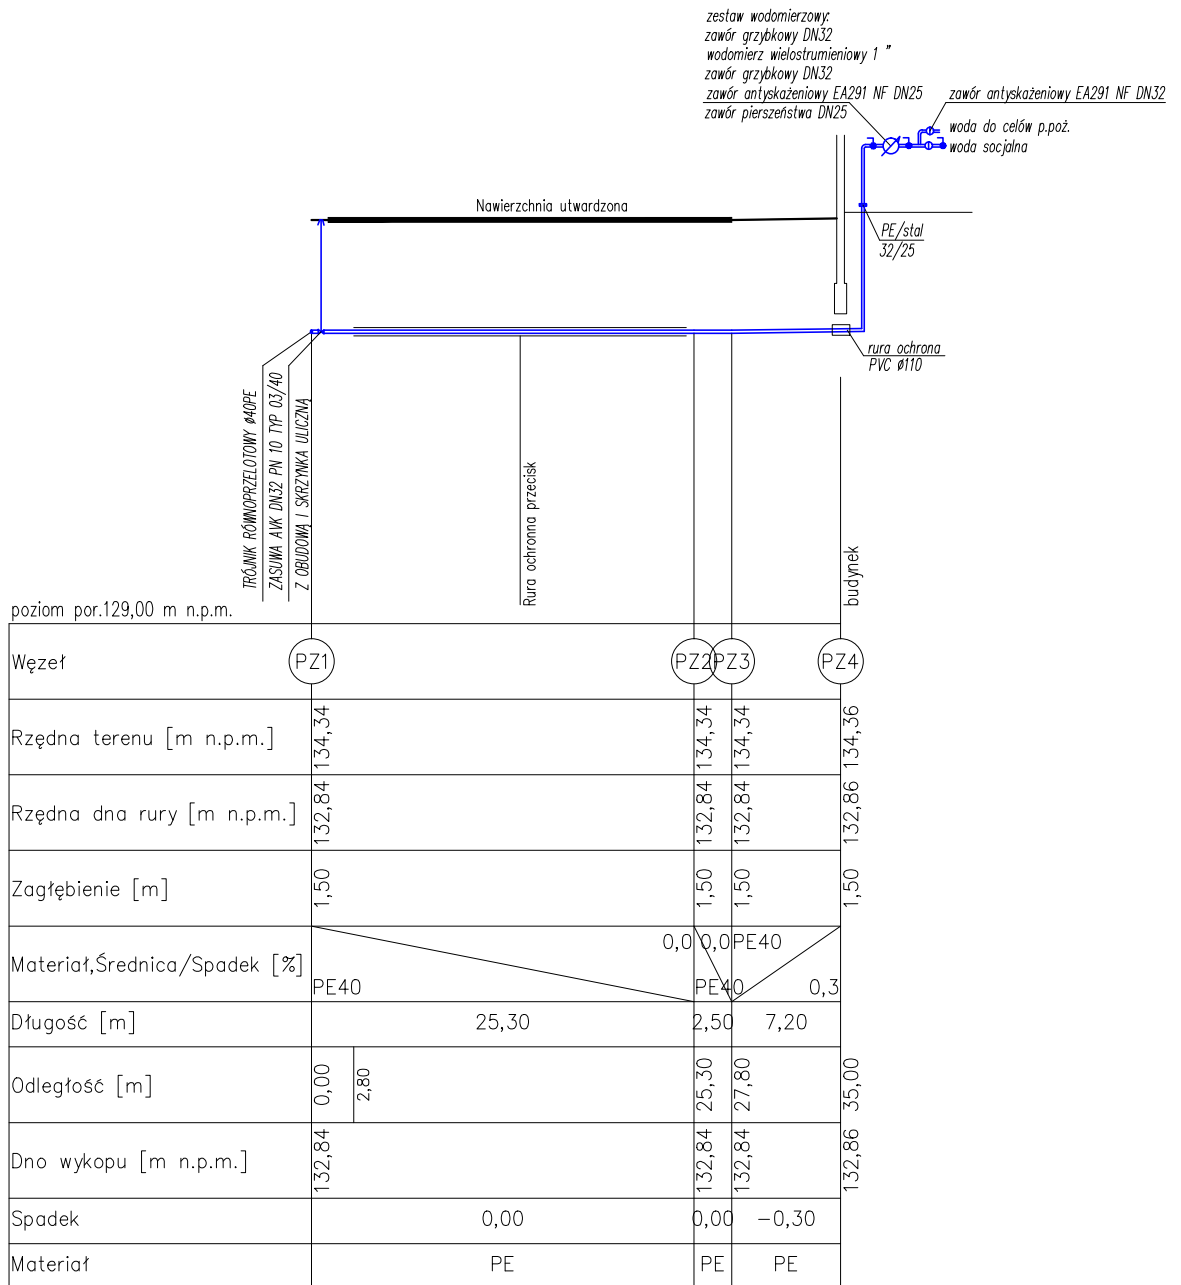 zestaw wodomierzowy:
zawór grzybkowy DN32
wodomierz wielostrumieniowy 1 "
zawór grzybkowy DN32
zawór antyskażeniowy EA291 NF DN25
zawór pierszeństwa DN25
zawór antyskażeniowy EA291 NF DN32
woda do celów p.poż.
woda socjalna
Nawierzchnia utwardzona
PE/stal
32/25
rura ochrona
PVC ø110
TRÓJNIK RÓWNOPRZELOTOWY ø40PE
ZASUWA AVK DN32 PN 10 TYP 03/40
Z OBUDOWĄ I SKRZYNKA ULICZNĄ
Rura ochronna przecisk
budynek
poziom por.129,00 m n.p.m.
Węzeł PZ1 PZ2 PZ3 PZ4
Rzędna terenu [m n.p.m.] 134,34 134,34 134,34 134,36
Rzędna dna rury [m n.p.m.] 132,84 132,84 132,84 132,86
Zagłębienie [m] 1,50 1,50 1,50 1,50
Materiał,Średnica/Spadek [%] PE40 0,0 PE40 0,0 PE40 0,3
Długość [m] 25,30 2,50 7,20
Odległość [m] 0,00 2,80 25,30 27,80 35,00
Dno wykopu [m n.p.m.] 132,84 132,84 132,84 132,86
Spadek 0,00 0,00 -0,30
Materiał PE PE PE